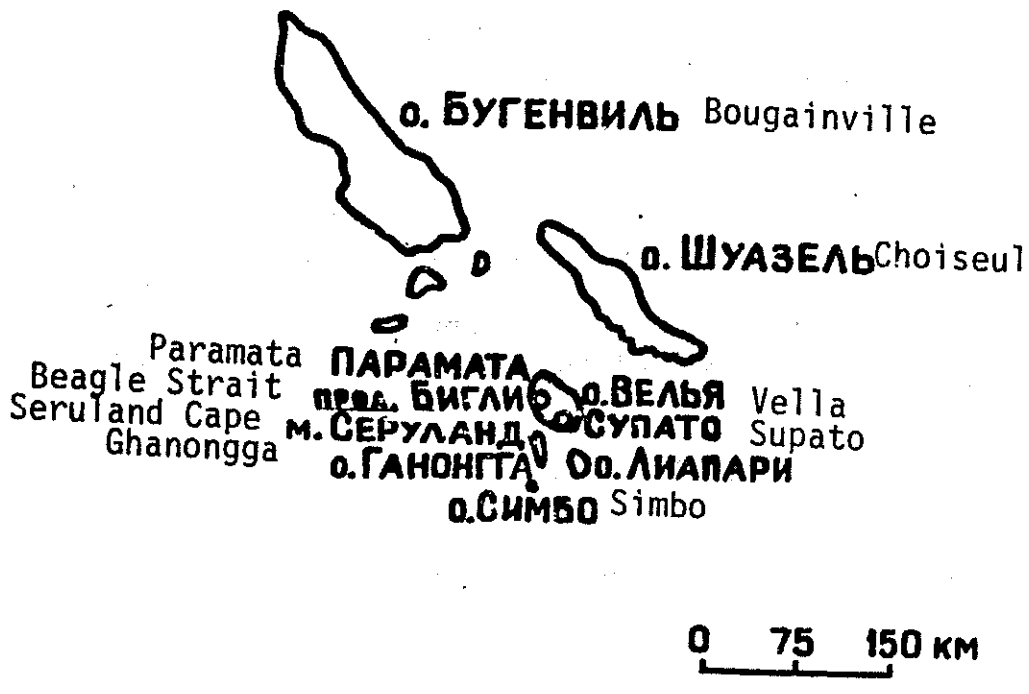 о. БУГЕНВИЛЬ Bougainville
о. ШУАЗЕЛЬ Choiseul
Paramata ПАРАМАТА
Beagle Strait прол. БИГЛИ о. ВЕЛЬЯ Vella
Seruland Cape м. СЕРУЛАНД СУПАТО Supato
Ghanongga о. ГАНОНГГА о. ЛИАПАРИ
о. СИМБО Simbo
0 75 150 км